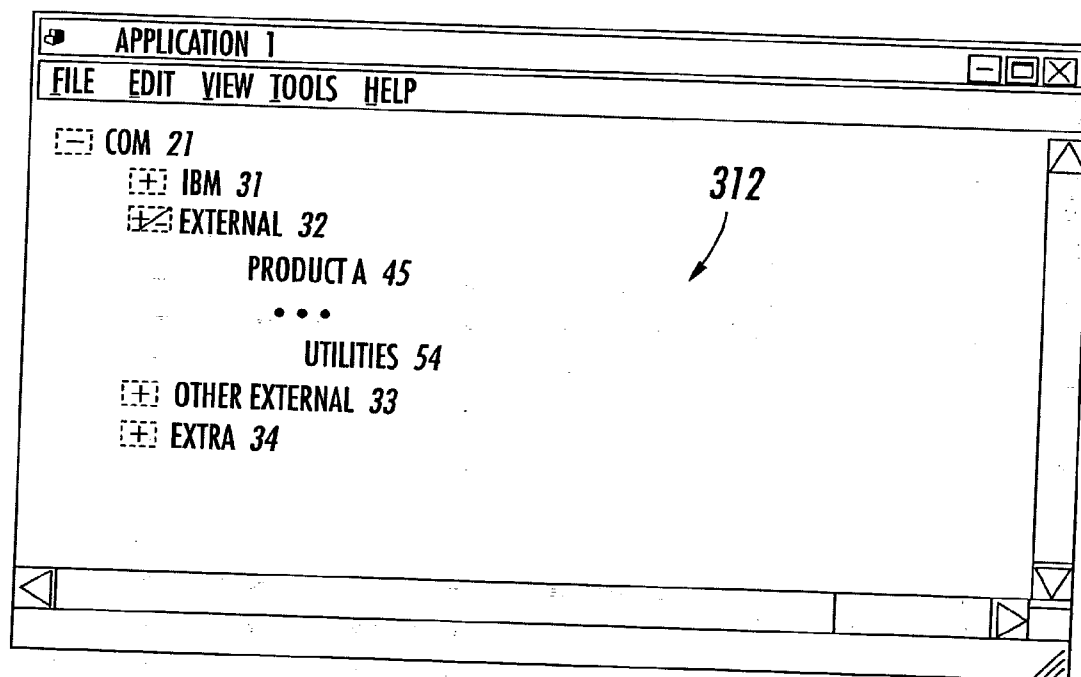 APPLICATION 1
FILE EDIT VIEW TOOLS HELP
[-] COM 21
[+] IBM 31
312
[+/-] EXTERNAL 32
PRODUCT A 45
• • •
UTILITIES 54
[+] OTHER EXTERNAL 33
[+] EXTRA 34